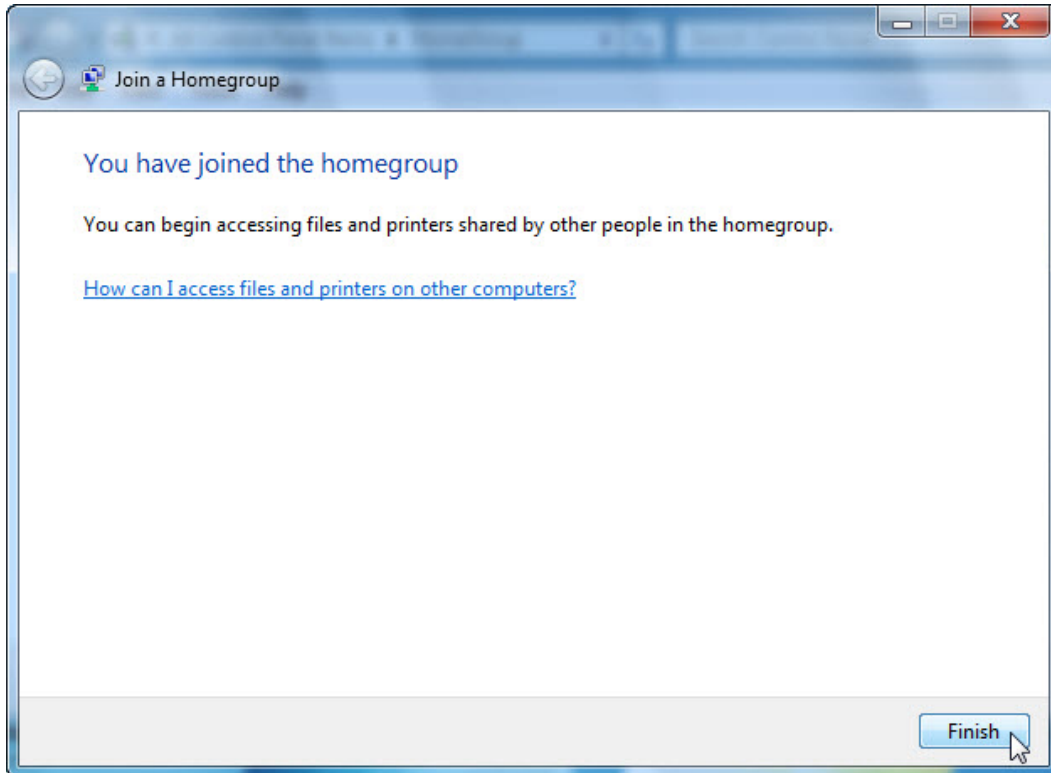 Join a Homegroup
You have joined the homegroup
You can begin accessing files and printers shared by other people in the homegroup.
How can I access files and printers on other computers?
Finish